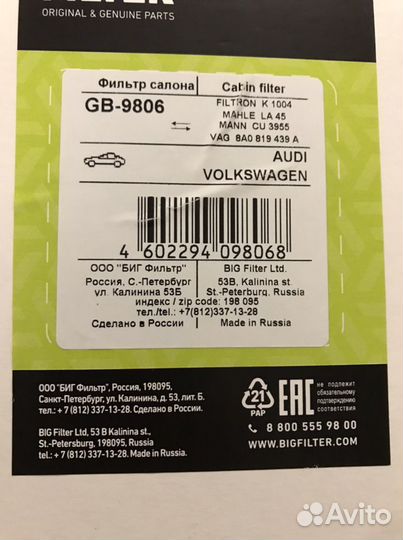 ORIGINAL & GENUINE PARTS
Фильтр салона
Cabin filter
GB-9806
FILTRON K 1004
MAHLE LA 45
MANN CU 3955
VAG 8A0 819 439 A
AUDI
VOLKSWAGEN
4 602294 098068
ООО "БИГ Фильтр"
BIG Filter Ltd.
Россия, С.-Петербург
53B, Kalinina st
ул. Калинина 53Б
St.-Peterburg, Russia
индекс / zip code: 198 095
тел./tel.: +7(812)337-13-28
Сделано в России
Made in Russia
ООО "БИГ Фильтр", Россия, 198095,
Санкт-Петербург, ул. Калинина, д. 53, лит. Б.
тел.: + 7 (812) 337-13-28. Сделано в России.
BIG Filter Ltd, 53 B Kalinina st.,
St.-Petersburg, 198095, Russia
tel.: + 7 (812) 337-13-28. Made in Russia.
21
PAP
EAC
не подлежит
обязательному
подтверждению
соответствия
8 800 555 98 00
WWW.BIGFILTER.COM
Avito